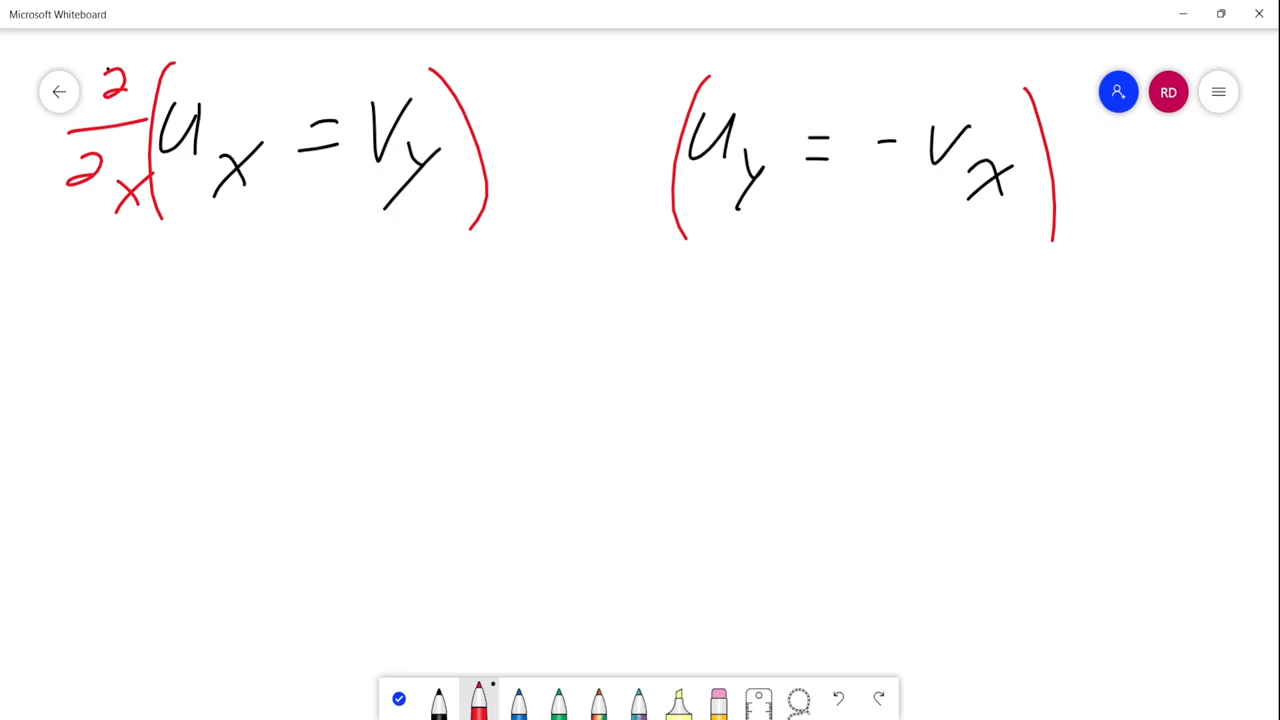 Microsoft Whiteboard
∂/∂x (u_x = v_y) (u_y = -v_x)
RD